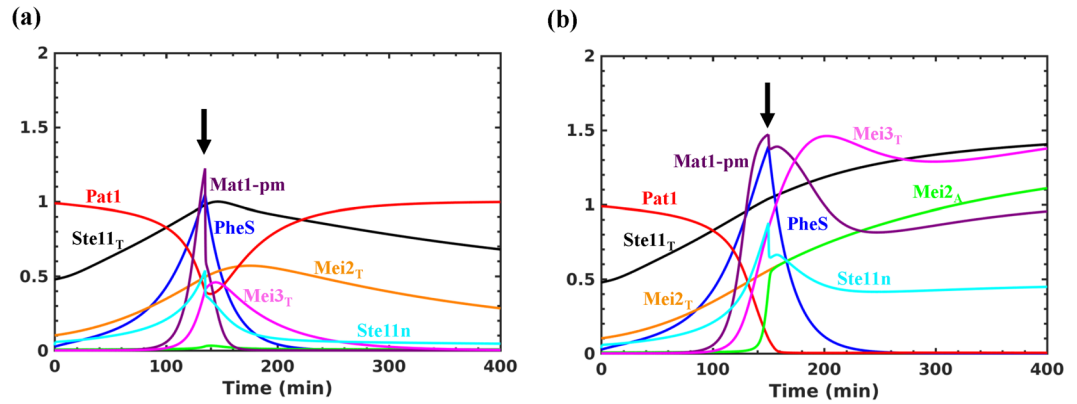 (a)
2
1.5
1
0.5
0
0
100
200
300
400
Time (min)
Pat1
Ste11T
Mat1-pm
PheS
Mei2T
Mei3T
Ste11n
(b)
2
1.5
1
0.5
0
0
100
200
300
400
Time (min)
Mei3T
Mat1-pm
Pat1
Mei2A
PheS
Ste11T
Ste11n
Mei2T